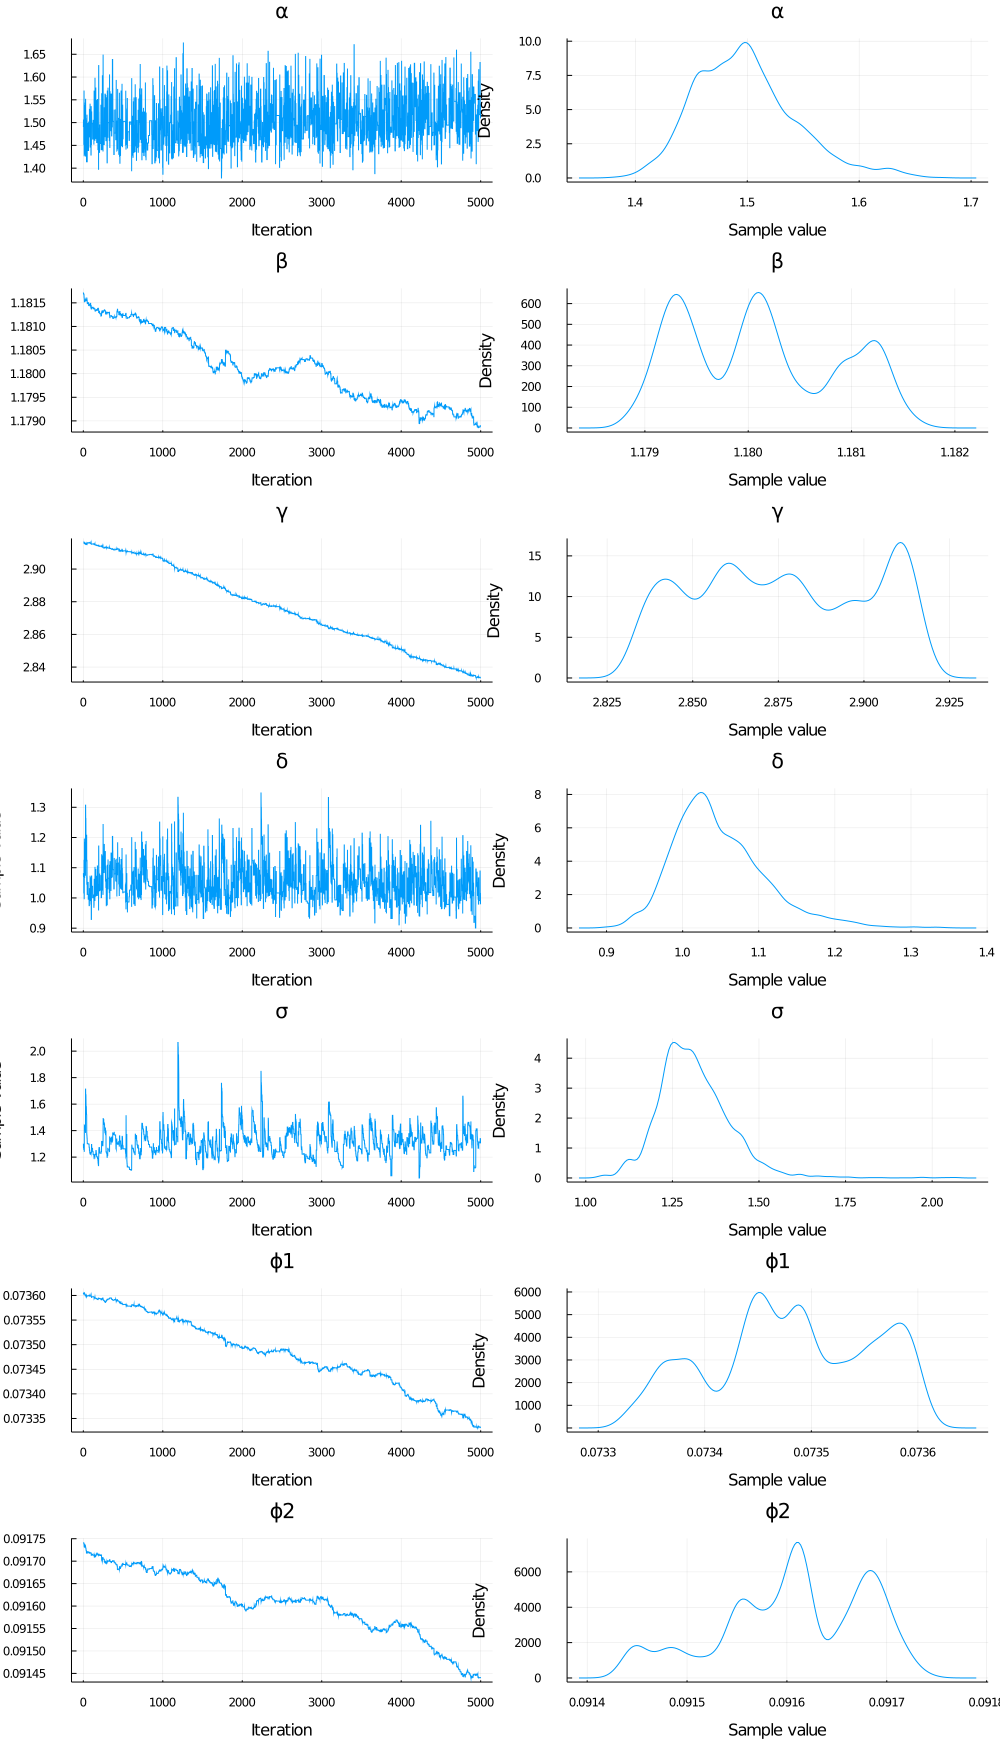 α α
1.65
1.60
1.55
1.50
1.45
1.40
0 1000 2000 3000 4000 5000
Iteration
Density
10.0
7.5
5.0
2.5
0.0
1.4 1.5 1.6 1.7
Sample value
β β
1.1815
1.1810
1.1805
1.1800
1.1795
1.1790
0 1000 2000 3000 4000 5000
Iteration
Density
600
500
400
300
200
100
0
1.179 1.180 1.181 1.182
Sample value
γ γ
2.90
2.88
2.86
2.84
0 1000 2000 3000 4000 5000
Iteration
Density
15
10
5
0
2.825 2.850 2.875 2.900 2.925
Sample value
δ δ
1.3
1.2
1.1
1.0
0.9
0 1000 2000 3000 4000 5000
Iteration
Density
8
6
4
2
0
0.9 1.0 1.1 1.2 1.3 1.4
Sample value
σ σ
2.0
1.8
1.6
1.4
1.2
0 1000 2000 3000 4000 5000
Iteration
Density
4
3
2
1
0
1.00 1.25 1.50 1.75 2.00
Sample value
ϕ1 ϕ1
0.07360
0.07355
0.07350
0.07345
0.07340
0.07335
0 1000 2000 3000 4000 5000
Iteration
Density
6000
5000
4000
3000
2000
1000
0
0.0733 0.0734 0.0735 0.0736
Sample value
ϕ2 ϕ2
0.09175
0.09170
0.09165
0.09160
0.09155
0.09150
0.09145
0 1000 2000 3000 4000 5000
Iteration
Density
6000
4000
2000
0
0.0914 0.0915 0.0916 0.0917
Sample value